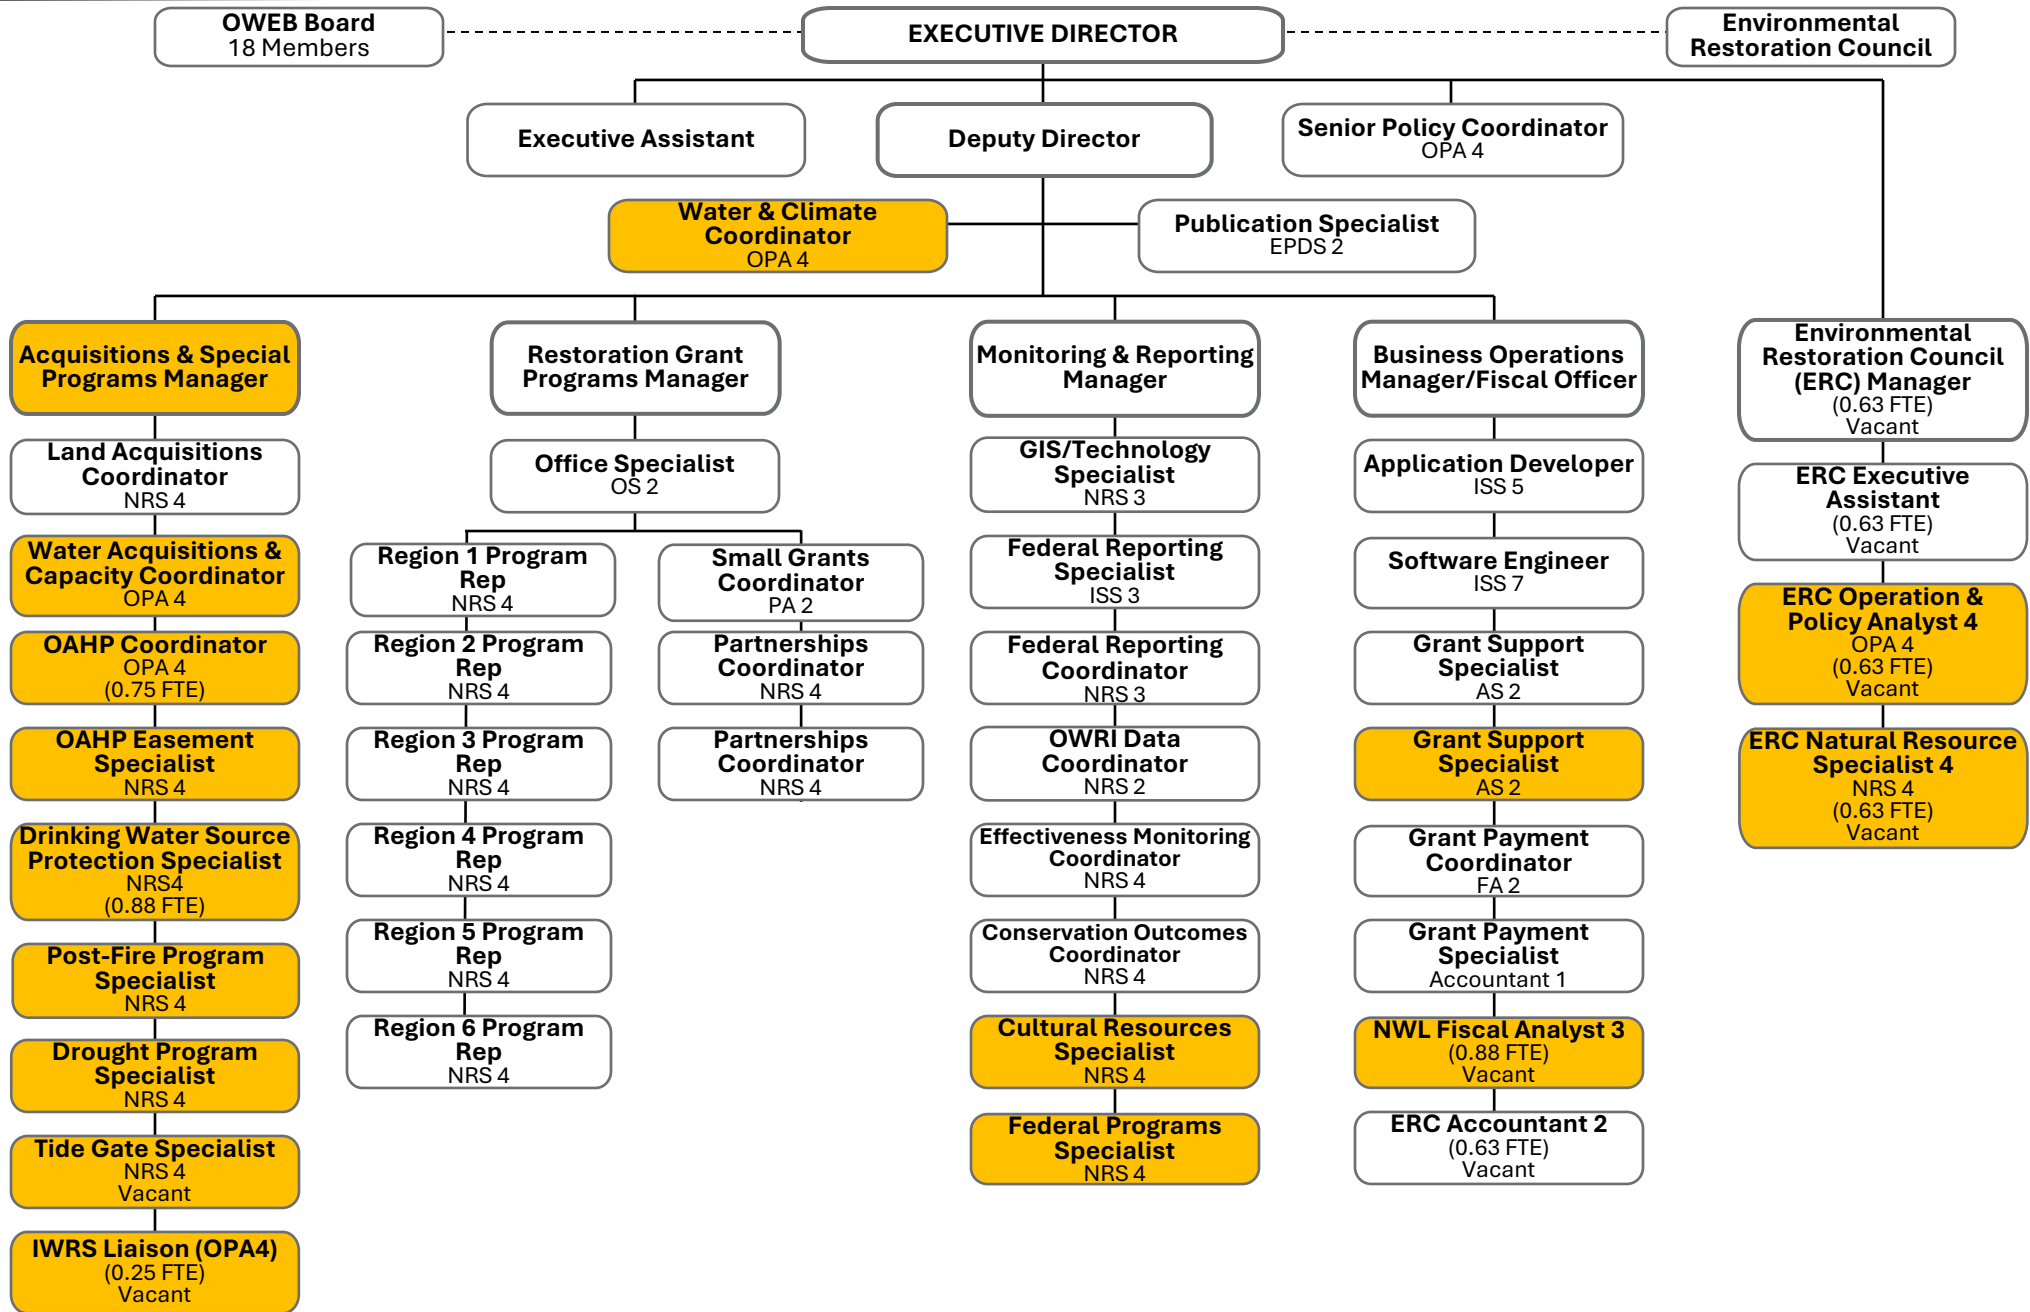 OWEB Board
18 Members
EXECUTIVE DIRECTOR
Environmental
Restoration Council
Executive Assistant
Deputy Director
Senior Policy Coordinator
OPA 4
Water & Climate
Coordinator
OPA 4
Publication Specialist
EPDS 2
Acquisitions & Special
Programs Manager
Land Acquisitions
Coordinator
NRS 4
Water Acquisitions &
Capacity Coordinator
OPA 4
OAHP Coordinator
OPA 4
(0.75 FTE)
OAHP Easement
Specialist
NRS 4
Drinking Water Source
Protection Specialist
NRS4
(0.88 FTE)
Post-Fire Program
Specialist
NRS 4
Drought Program
Specialist
NRS 4
Tide Gate Specialist
NRS 4
Vacant
IWRS Liaison (OPA4)
(0.25 FTE)
Vacant
Restoration Grant
Programs Manager
Office Specialist
OS 2
Region 1 Program
Rep
NRS 4
Region 2 Program
Rep
NRS 4
Region 3 Program
Rep
NRS 4
Region 4 Program
Rep
NRS 4
Region 5 Program
Rep
NRS 4
Region 6 Program
Rep
NRS 4
Small Grants
Coordinator
PA 2
Partnerships
Coordinator
NRS 4
Partnerships
Coordinator
NRS 4
Monitoring & Reporting
Manager
GIS/Technology
Specialist
NRS 3
Federal Reporting
Specialist
ISS 3
Federal Reporting
Coordinator
NRS 3
OWRI Data
Coordinator
NRS 2
Effectiveness Monitoring
Coordinator
NRS 4
Conservation Outcomes
Coordinator
NRS 4
Cultural Resources
Specialist
NRS 4
Federal Programs
Specialist
NRS 4
Business Operations
Manager/Fiscal Officer
Application Developer
ISS 5
Software Engineer
ISS 7
Grant Support
Specialist
AS 2
Grant Support
Specialist
AS 2
Grant Payment
Coordinator
FA 2
Grant Payment
Specialist
Accountant 1
NWL Fiscal Analyst 3
(0.88 FTE)
Vacant
ERC Accountant 2
(0.63 FTE)
Vacant
Environmental
Restoration Council
(ERC) Manager
(0.63 FTE)
Vacant
ERC Executive
Assistant
(0.63 FTE)
Vacant
ERC Operation &
Policy Analyst 4
OPA 4
(0.63 FTE)
Vacant
ERC Natural Resource
Specialist 4
NRS 4
(0.63 FTE)
Vacant